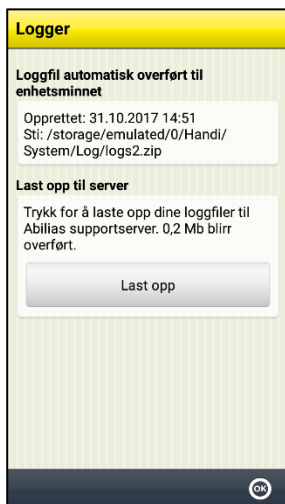 Logger
Loggfil automatisk overført til
enhetsminnet
Opprettet: 31.10.2017 14:51
Sti: /storage/emulated/0/Handi/
System/Log/logs2.zip
Last opp til server
Trykk for å laste opp dine loggfiler til
Abilias supportserver. 0,2 Mb blirr
overført.
Last opp
OK